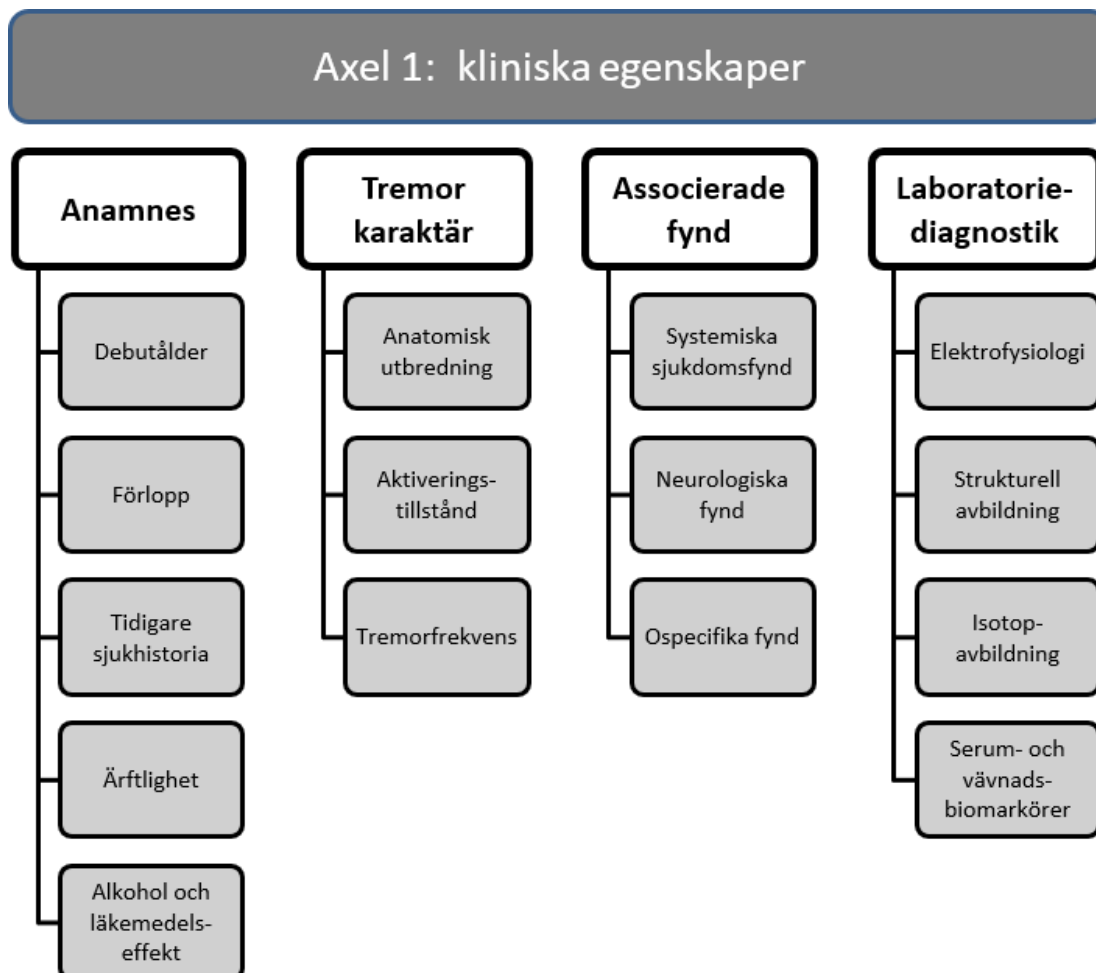 Axel 1: kliniska egenskaper
Anamnes
Debutålder
Förlopp
Tidigare
sjukhistoria
Ärftlighet
Alkohol och
läkemedels-
effekt
Tremor
karaktär
Anatomisk
utbredning
Aktiverings-
tillstånd
Tremorfrekvens
Associerade
fynd
Systemiska
sjukdomsfynd
Neurologiska
fynd
Ospecifika fynd
Laboratorie-
diagnostik
Elektrofysiologi
Strukturell
avbildning
Isotop-
avbildning
Serum- och
vävnads-
biomarkörer